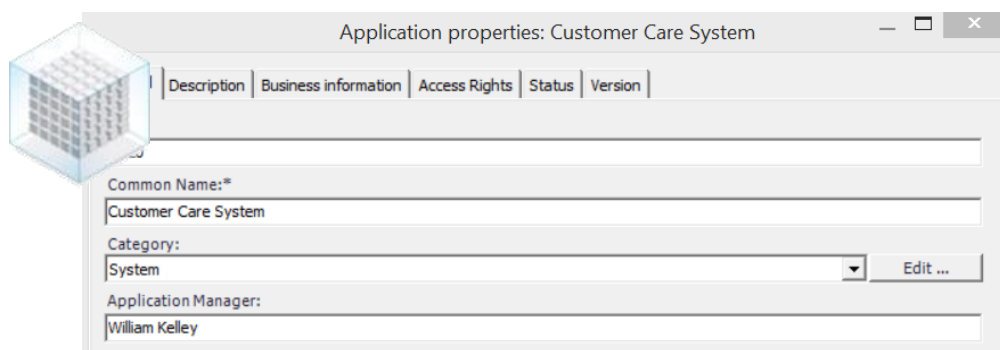 Application properties: Customer Care System
Description Business information Access Rights Status Version
Common Name:*
Customer Care System
Category:
System
Edit ...
Application Manager:
William Kelley